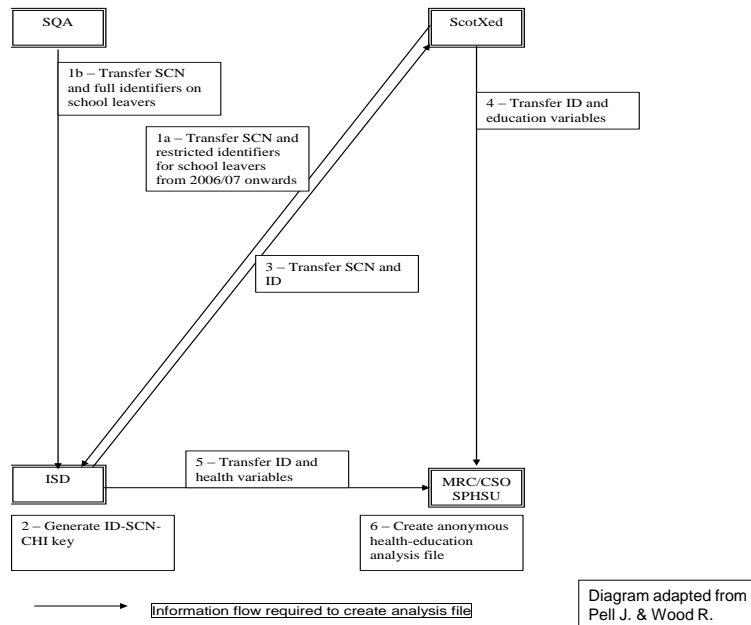 SQA
ScotXed
1b – Transfer SCN
and full identifiers on
school leavers
4 – Transfer ID and
education variables
1a – Transfer SCN and
restricted identifiers
for school leavers
from 2006/07 onwards
3 – Transfer SCN and
ID
5 – Transfer ID and
health variables
ISD
MRC/CSO
SPHSU
2 – Generate ID-SCN-
CHI key
6 – Create anonymous
health-education
analysis file
Information flow required to create analysis file
Diagram adapted from
Pell J. & Wood R.